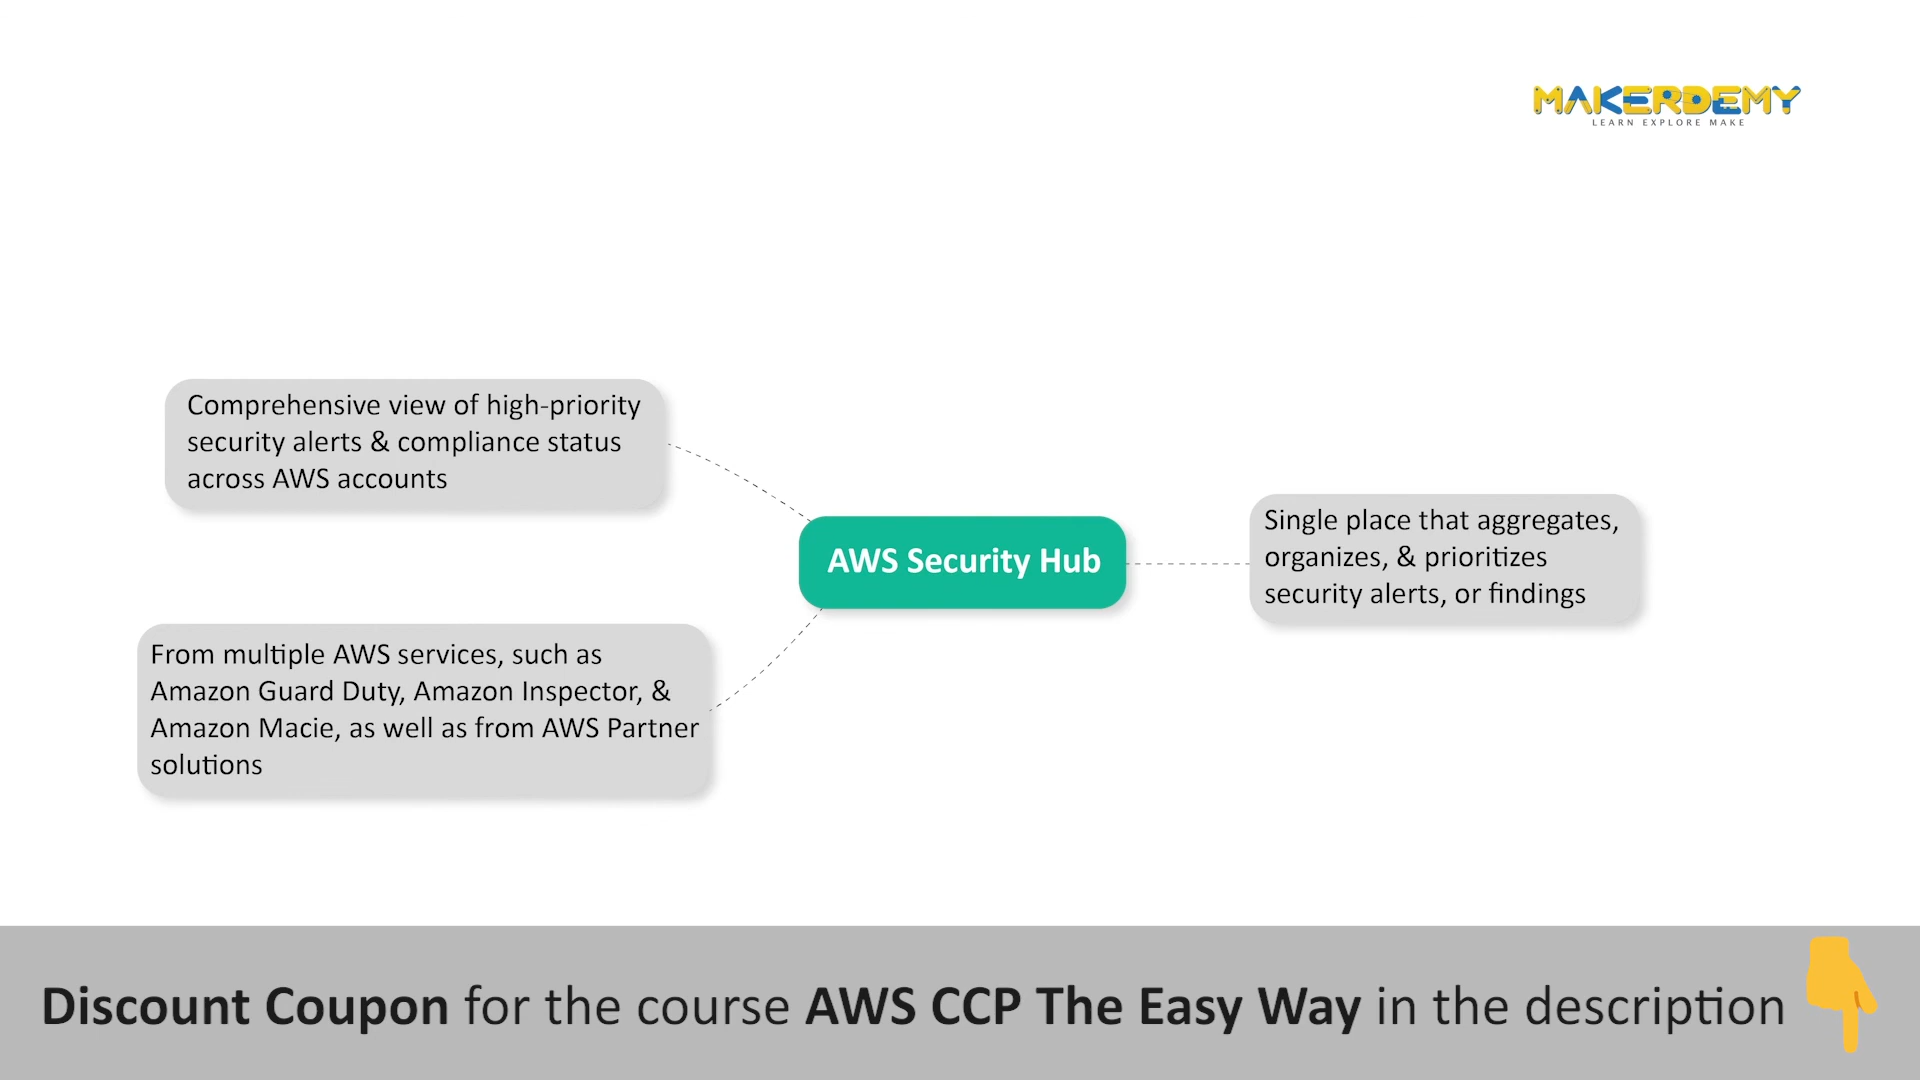 MAKERDEMY
LEARN EXPLORE MAKE
Comprehensive view of high-priority
security alerts & compliance status
across AWS accounts
AWS Security Hub
Single place that aggregates,
organizes, & prioritizes
security alerts, or findings
From multiple AWS services, such as
Amazon Guard Duty, Amazon Inspector, &
Amazon Macie, as well as from AWS Partner
solutions
Discount Coupon for the course AWS CCP The Easy Way in the description